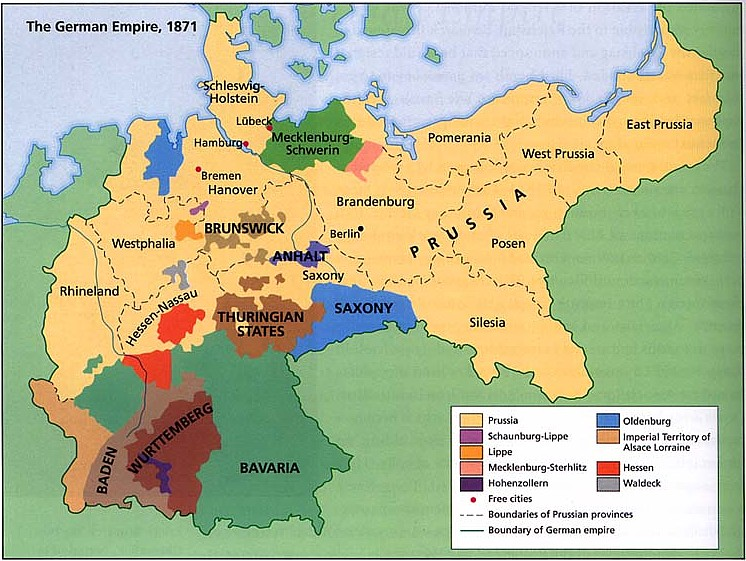 The German Empire, 1871
Schleswig-
Holstein
Lübeck
Hamburg
Mecklenburg-
Schwerin
Pomerania
East Prussia
West Prussia
Bremen
Hanover
Brandenburg
Berlin
PRUSSIA
Posen
Westphalia
BRUNSWICK
ANHALT
Saxony
Rhineland
Hessen-Nassau
THURINGIAN
STATES
SAXONY
Silesia
BADEN
WURTTEMBERG
BAVARIA
Prussia
Schaunburg-Lippe
Lippe
Mecklenburg-Sterhlitz
Hohenzollern
Free cities
Boundaries of Prussian provinces
Boundary of German empire
Oldenburg
Imperial Territory of
Alsace Lorraine
Hessen
Waldeck